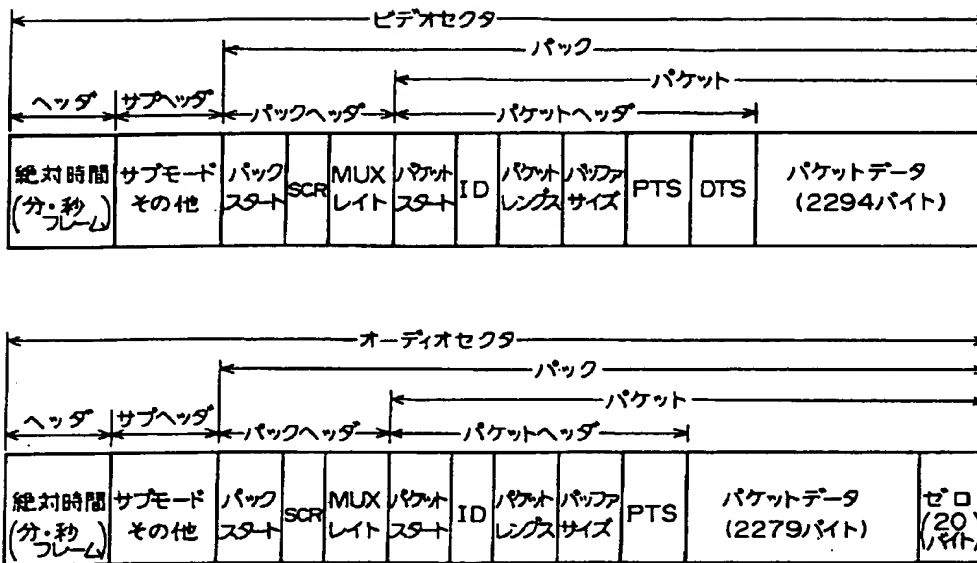 ビデオセクタ
パック
パケット
ヘッダ サブヘッダ パックヘッダ パケットヘッダ
絶対時間
(分・秒
フレーム)
サブモード
その他
パック
スタート
SCR
MUX
レイト
パケット
スタート
ID
パケット
レングス
バッファ
サイズ
PTS
DTS
パケットデータ
(2294バイト)
オーディオセクタ
パック
パケット
ヘッダ サブヘッダ パックヘッダ パケットヘッダ
絶対時間
(分・秒
フレーム)
サブモード
その他
パック
スタート
SCR
MUX
レイト
パケット
スタート
ID
パケット
レングス
バッファ
サイズ
PTS
パケットデータ
(2279バイト)
ゼロ
(20
バイト)